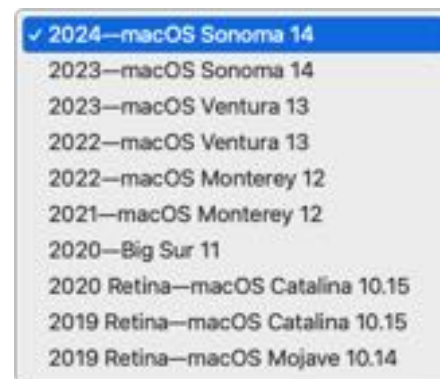 ✓ 2024—macOS Sonoma 14
2023—macOS Sonoma 14
2023—macOS Ventura 13
2022—macOS Ventura 13
2022—macOS Monterey 12
2021—macOS Monterey 12
2020—Big Sur 11
2020 Retina—macOS Catalina 10.15
2019 Retina—macOS Catalina 10.15
2019 Retina—macOS Mojave 10.14